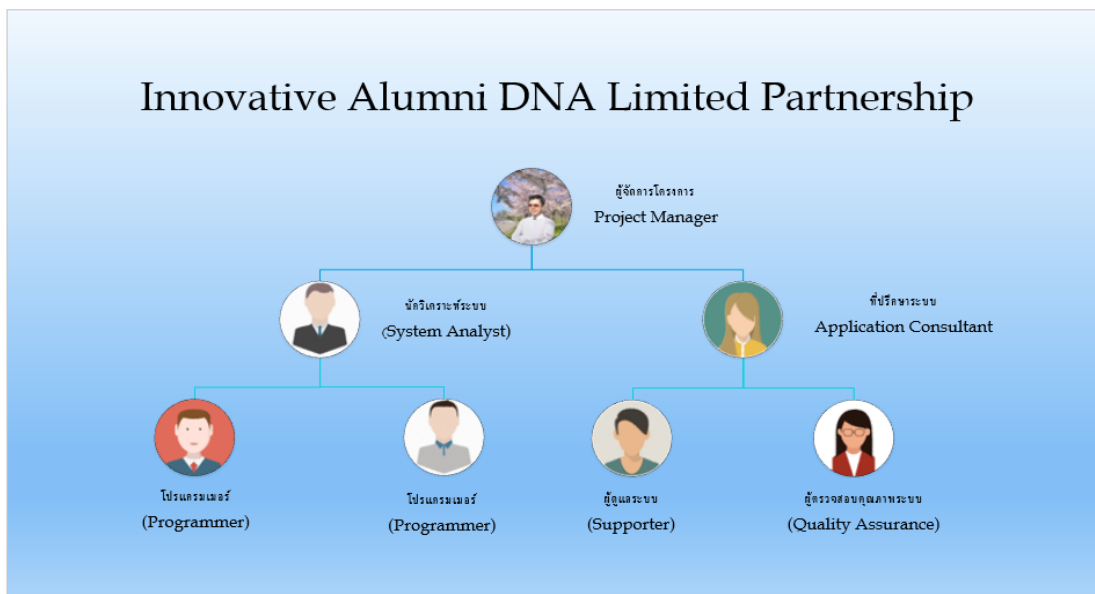 Innovative Alumni DNA Limited Partnership
ผู้จัดการโครงการ
Project Manager
นักวิเคราะห์ระบบ
(System Analyst)
ที่ปรึกษาระบบ
Application Consultant
โปรแกรมเมอร์
(Programmer)
โปรแกรมเมอร์
(Programmer)
ผู้ดูแลระบบ
(Supporter)
ผู้ตรวจสอบคุณภาพระบบ
(Quality Assurance)